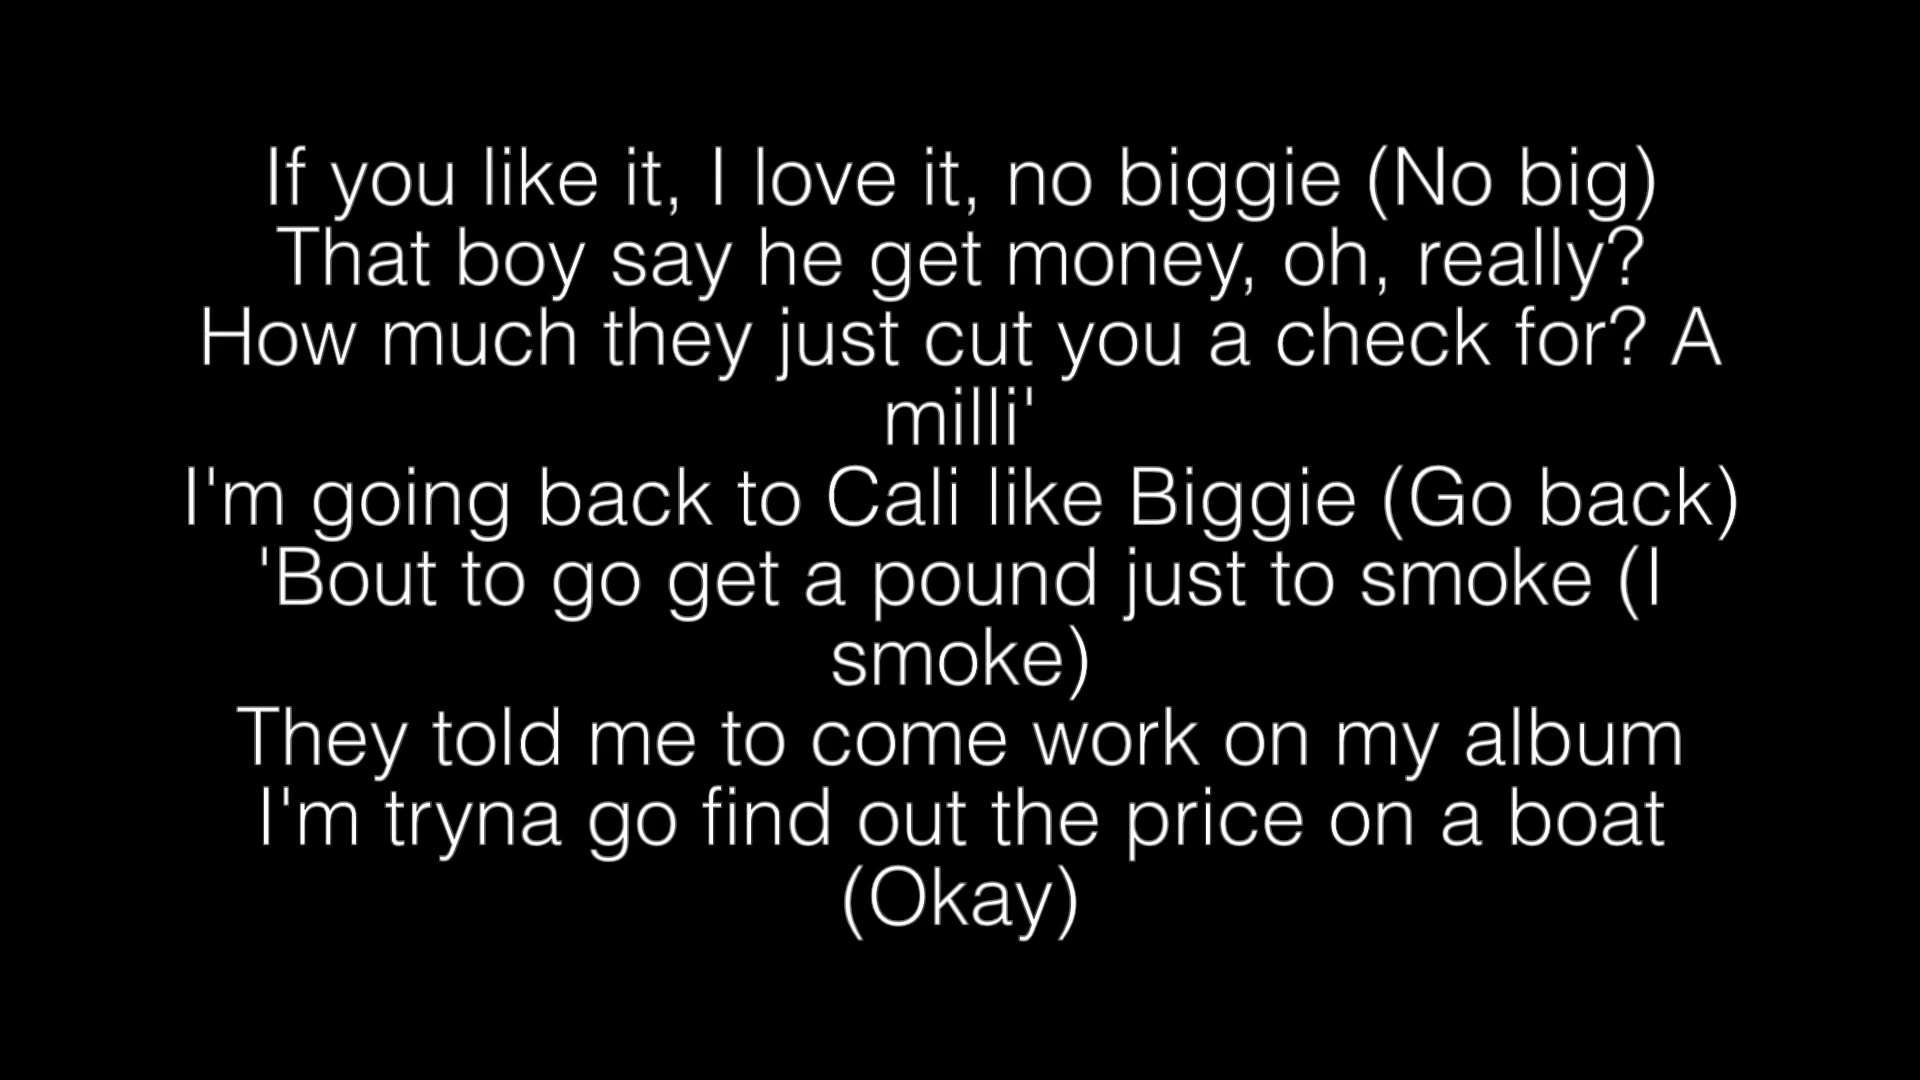 If you like it, I love it, no biggie (No big)
That boy say he get money, oh, really?
How much they just cut you a check for? A
milli'
I'm going back to Cali like Biggie (Go back)
'Bout to go get a pound just to smoke (I
smoke)
They told me to come work on my album
I'm tryna go find out the price on a boat
(Okay)